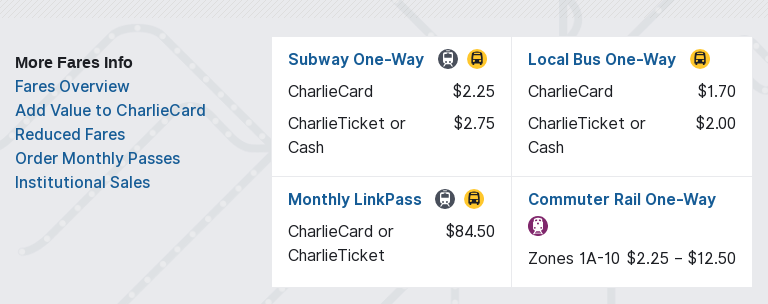 More Fares Info
Fares Overview
Add Value to CharlieCard
Reduced Fares
Order Monthly Passes
Institutional Sales
Subway One-Way
CharlieCard $2.25
CharlieTicket or $2.75
Cash
Local Bus One-Way
CharlieCard $1.70
CharlieTicket or $2.00
Cash
Monthly LinkPass
CharlieCard or $84.50
CharlieTicket
Commuter Rail One-Way
Zones 1A-10 $2.25 – $12.50